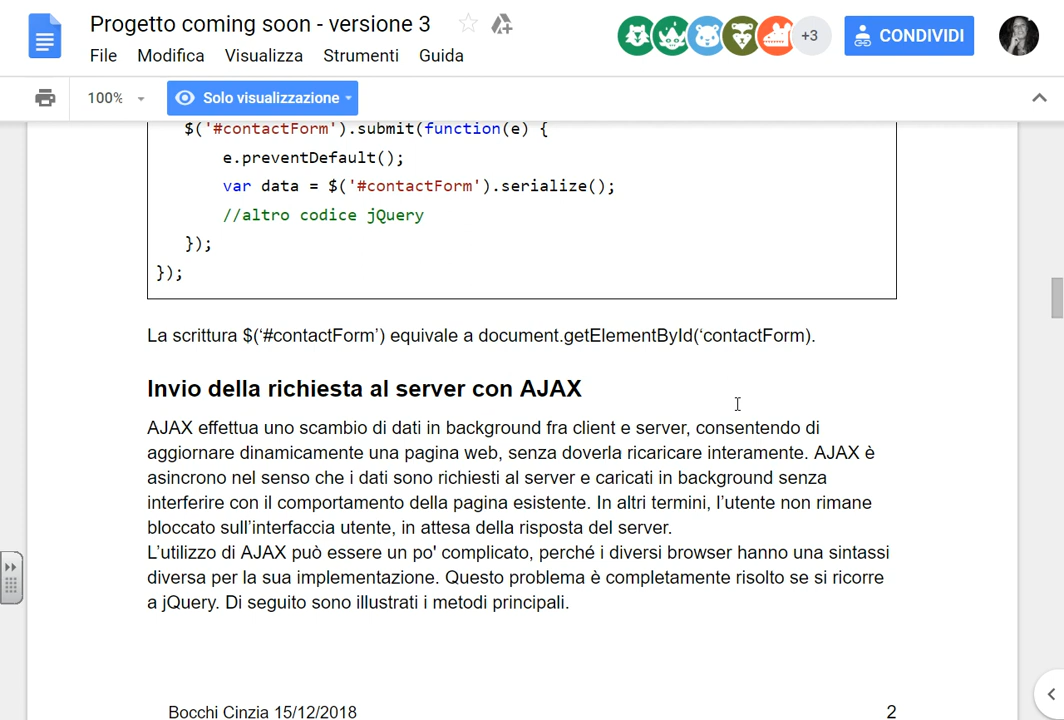 Progetto coming soon - versione 3
+3
CONDIVIDI
File Modifica Visualizza Strumenti Guida
100% Solo visualizzazione
$('#contactForm').submit(function(e) {
e.preventDefault();
var data = $('#contactForm').serialize();
//altro codice jQuery
});
});
La scrittura $(‘#contactForm’) equivale a document.getElementById(‘contactForm).
Invio della richiesta al server con AJAX
AJAX effettua uno scambio di dati in background fra client e server, consentendo di
aggiornare dinamicamente una pagina web, senza doverla ricaricare interamente. AJAX è
asincrono nel senso che i dati sono richiesti al server e caricati in background senza
interferire con il comportamento della pagina esistente. In altri termini, l’utente non rimane
bloccato sull’interfaccia utente, in attesa della risposta del server.
L’utilizzo di AJAX può essere un po' complicato, perché i diversi browser hanno una sintassi
diversa per la sua implementazione. Questo problema è completamente risolto se si ricorre
a jQuery. Di seguito sono illustrati i metodi principali.
Bocchi Cinzia 15/12/2018 2